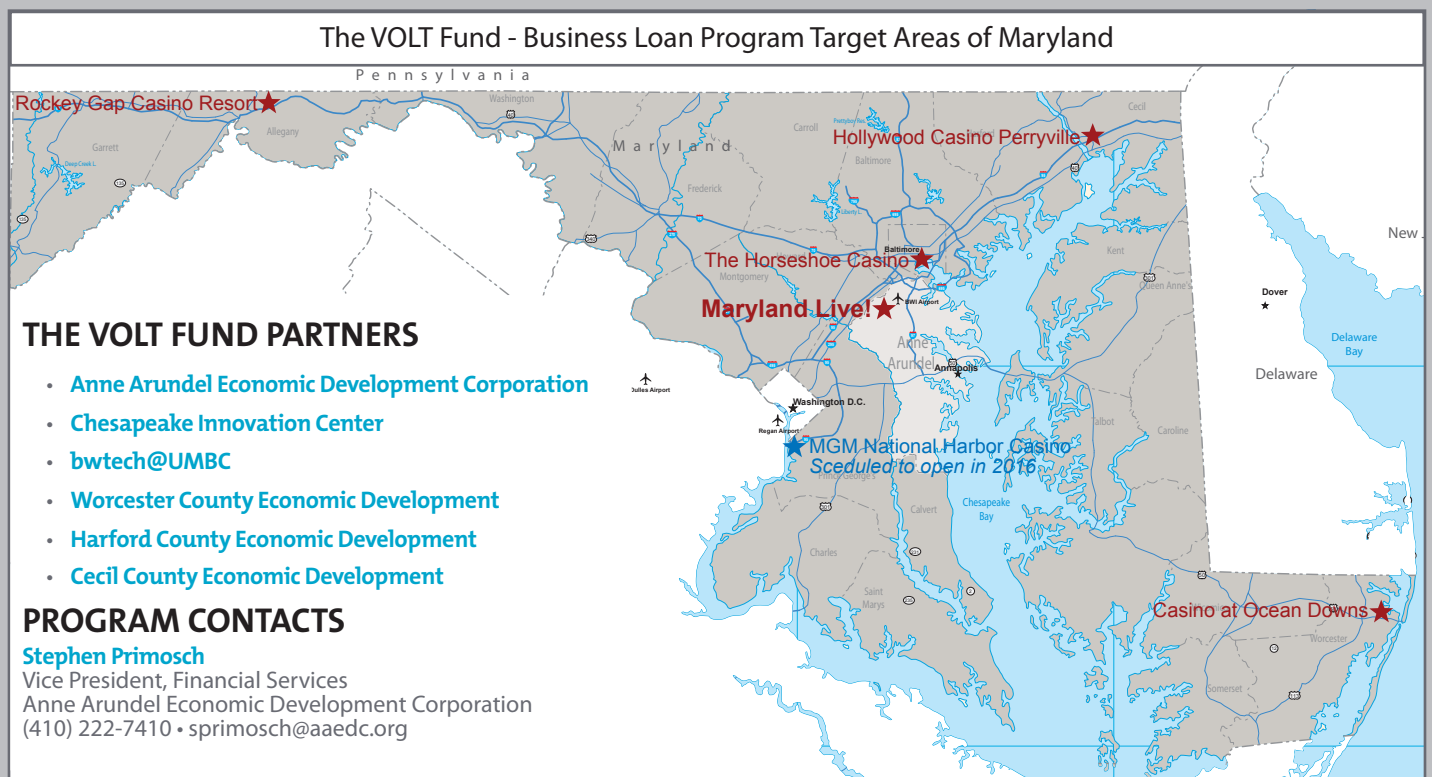 The VOLT Fund - Business Loan Program Target Areas of Maryland
Pennsylvania
Rockey Gap Casino Resort
Washington
Cecil
Allegany
Carroll
Prettyboy Res.
Hollywood Casino Perryville
Garrett
Deep Creek L.
Maryland
Baltimore
Frederick
Liberty L.
New
Baltimore
Kent
The Horseshoe Casino
Montgomery
Queen Anne's
Dover
Maryland Live!
BWI Airport
THE VOLT FUND PARTNERS
Anne
Arundel
Delaware
Bay
Annapolis
Delaware
• Anne Arundel Economic Development Corporation
Dulles Airport
Washington D.C.
• Chesapeake Innovation Center
Regan Airport
Talbot
Caroline
MGM National Harbor Casino
Sceduled to open in 2016
• bwtech@UMBC
Prince George's
• Worcester County Economic Development
Calvert
Chesapeake
Bay
• Harford County Economic Development
Charles
• Cecil County Economic Development
Saint
Marys
Casino at Ocean Downs
PROGRAM CONTACTS
Worcester
Stephen Primosch
Vice President, Financial Services
Somerset
Anne Arundel Economic Development Corporation
(410) 222-7410 • sprimosch@aaedc.org